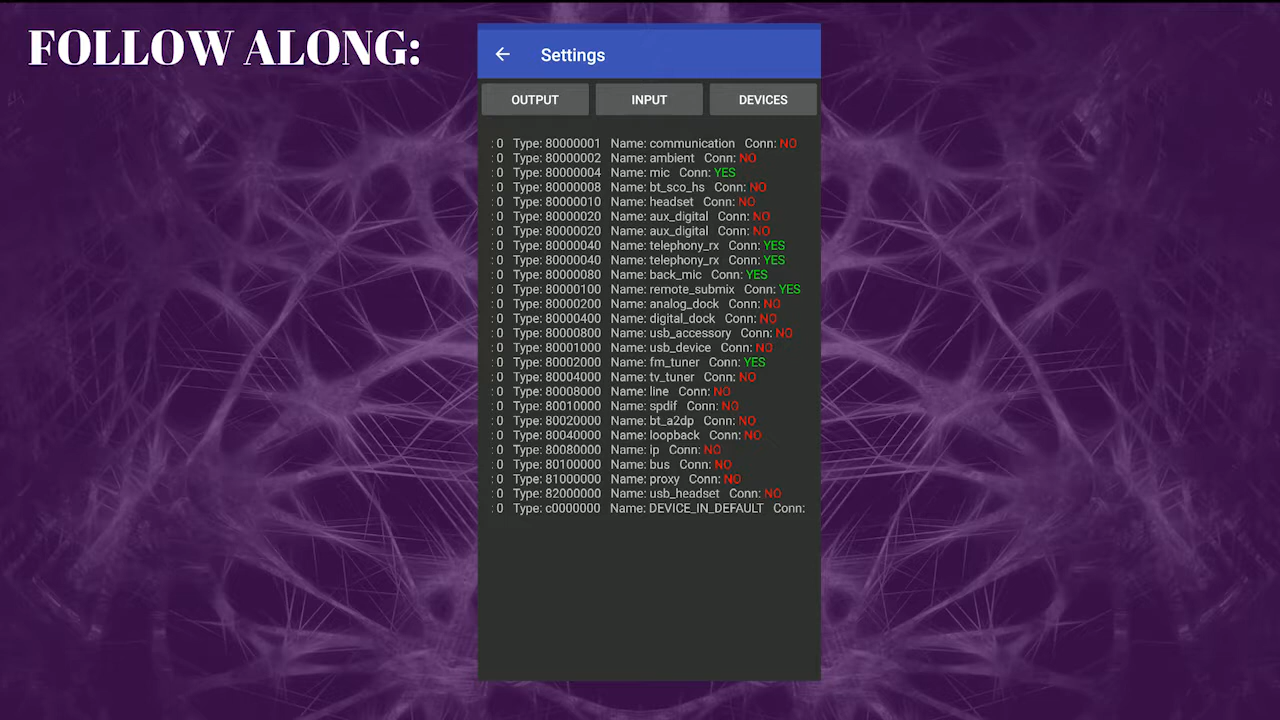 FOLLOW ALONG:
Settings
OUTPUT INPUT DEVICES
: 0 Type: 80000001 Name: communication Conn: NO
: 0 Type: 80000002 Name: ambient Conn: NO
: 0 Type: 80000004 Name: mic Conn: YES
: 0 Type: 80000008 Name: bt_sco_hs Conn: NO
: 0 Type: 80000010 Name: headset Conn: NO
: 0 Type: 80000020 Name: aux_digital Conn: NO
: 0 Type: 80000020 Name: aux_digital Conn: NO
: 0 Type: 80000040 Name: telephony_rx Conn: YES
: 0 Type: 80000040 Name: telephony_rx Conn: YES
: 0 Type: 80000080 Name: back_mic Conn: YES
: 0 Type: 80000100 Name: remote_submix Conn: YES
: 0 Type: 80000200 Name: analog_dock Conn: NO
: 0 Type: 80000400 Name: digital_dock Conn: NO
: 0 Type: 80000800 Name: usb_accessory Conn: NO
: 0 Type: 80001000 Name: usb_device Conn: NO
: 0 Type: 80002000 Name: fm_tuner Conn: YES
: 0 Type: 80004000 Name: tv_tuner Conn: NO
: 0 Type: 80008000 Name: line Conn: NO
: 0 Type: 80010000 Name: spdif Conn: NO
: 0 Type: 80020000 Name: bt_a2dp Conn: NO
: 0 Type: 80040000 Name: loopback Conn: NO
: 0 Type: 80080000 Name: ip Conn: NO
: 0 Type: 80100000 Name: bus Conn: NO
: 0 Type: 81000000 Name: proxy Conn: NO
: 0 Type: 82000000 Name: usb_headset Conn: NO
: 0 Type: c0000000 Name: DEVICE_IN_DEFAULT Conn: